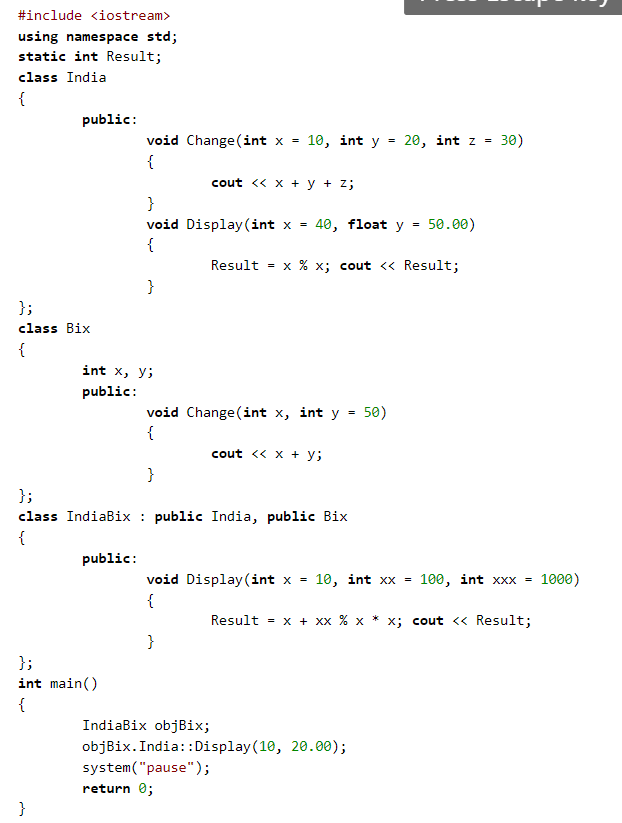 #include <iostream>
using namespace std;
static int Result;
class India
{
        public:
                void Change(int x = 10, int y = 20, int z = 30)
                {
                        cout << x + y + z;
                }
                void Display(int x = 40, float y = 50.00)
                {
                        Result = x % x; cout << Result;
                }
};
class Bix
{
        int x, y;
        public:
                void Change(int x, int y = 50)
                {
                        cout << x + y;
                }
};
class IndiaBix : public India, public Bix
{
        public:
                void Display(int x = 10, int xx = 100, int xxx = 1000)
                {
                        Result = x + xx % x * x; cout << Result;
                }
};
int main()
{
        IndiaBix objBix;
        objBix.India::Display(10, 20.00);
        system("pause");
        return 0;
}